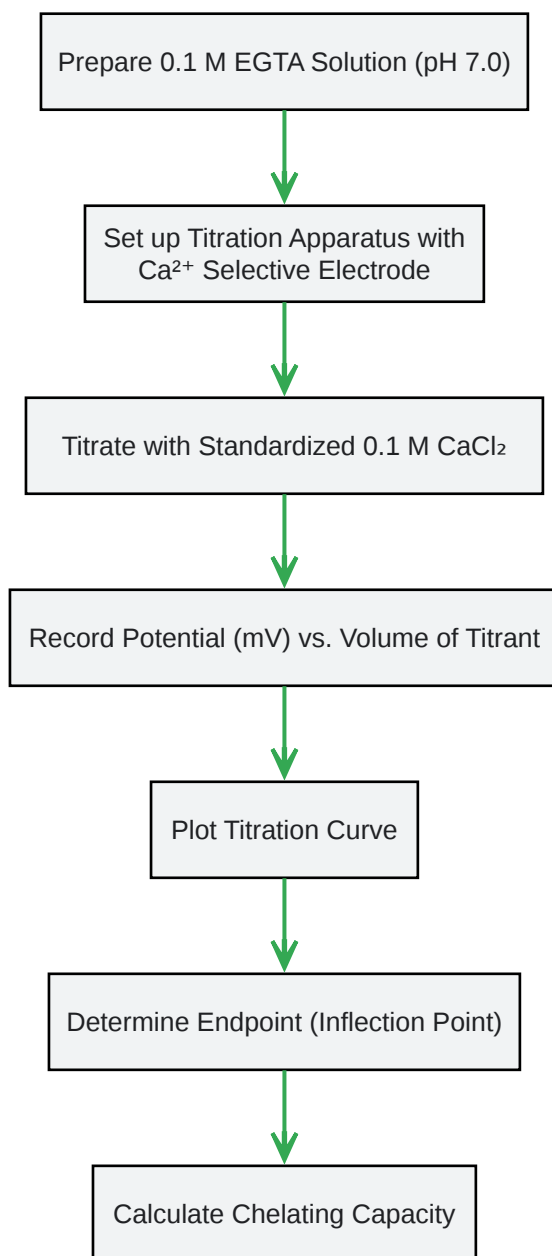 Prepare 0.1 M EGTA Solution (pH 7.0)
Set up Titration Apparatus with
Ca²⁺ Selective Electrode
Titrate with Standardized 0.1 M CaCl₂
Record Potential (mV) vs. Volume of Titrant
Plot Titration Curve
Determine Endpoint (Inflection Point)
Calculate Chelating Capacity